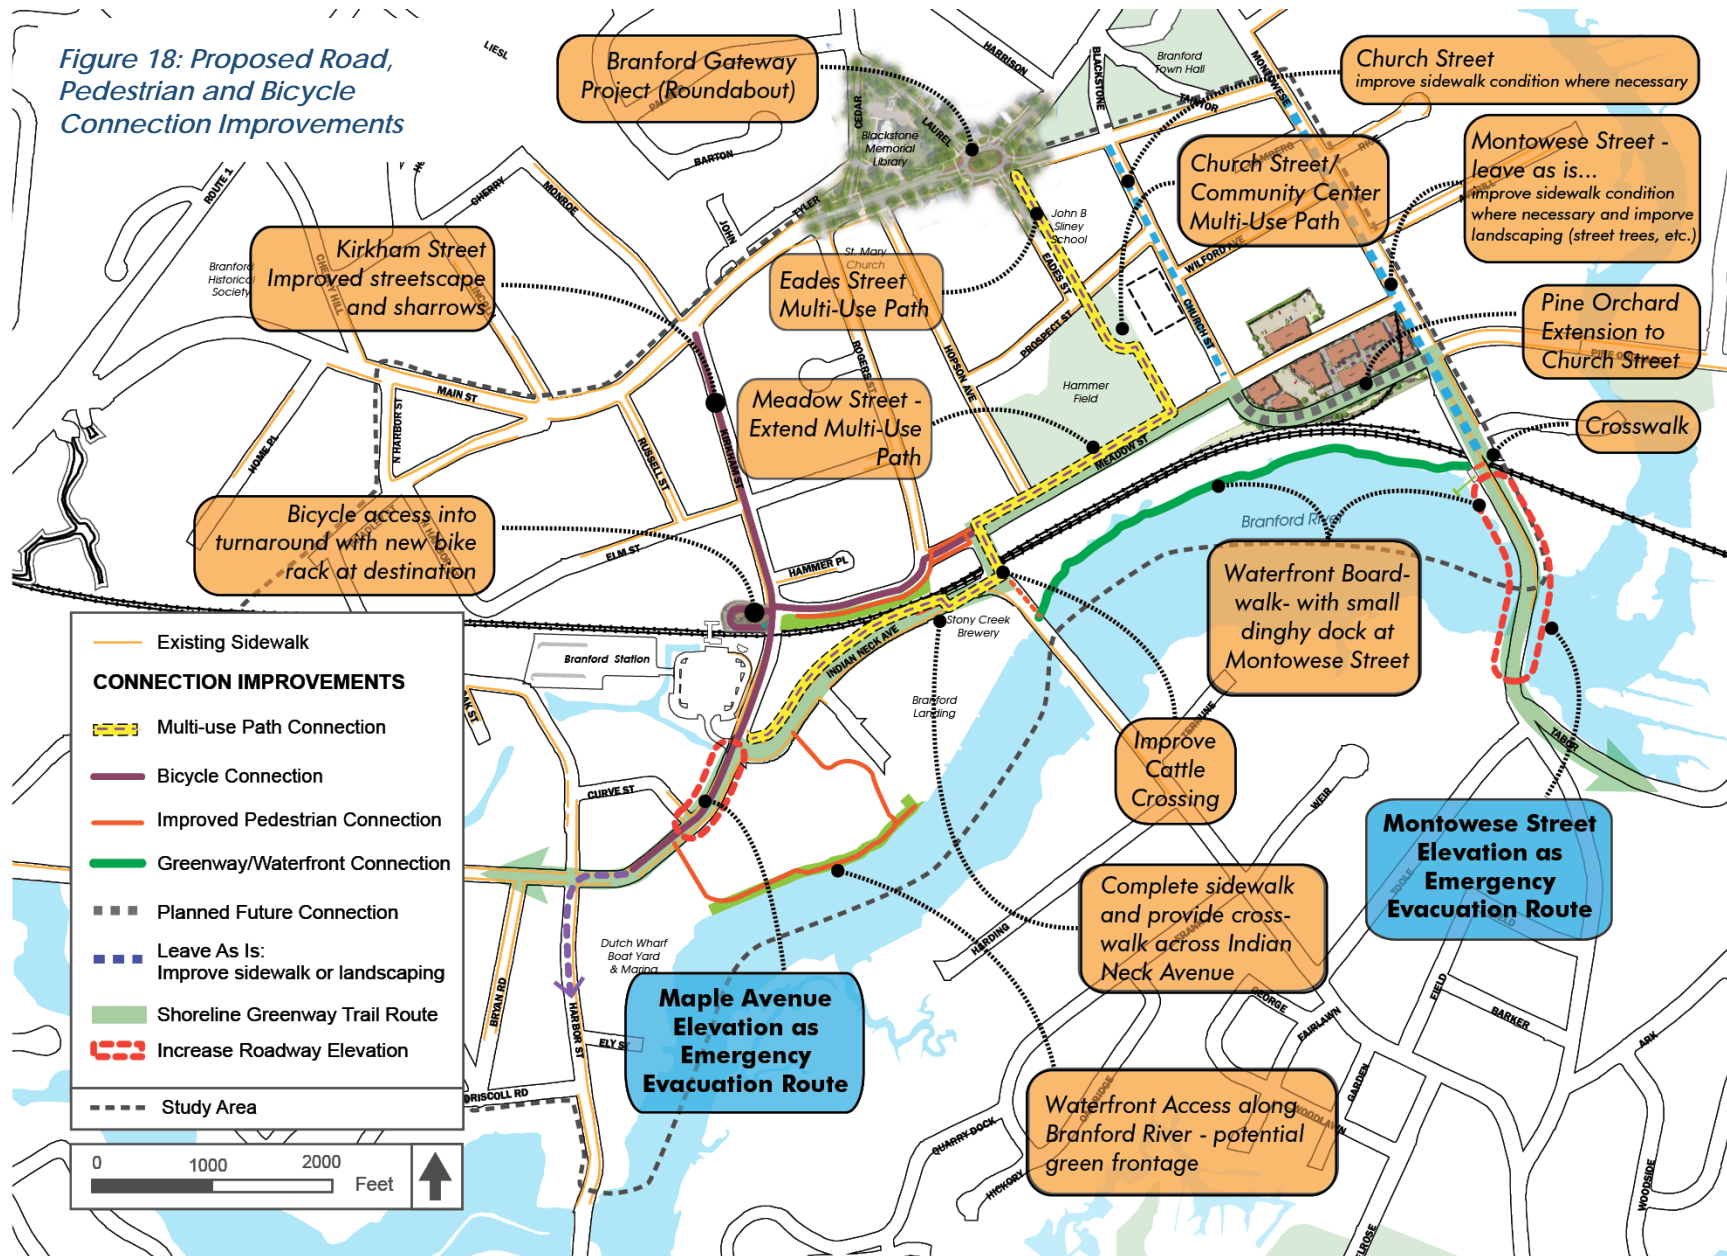 Figure 18: Proposed Road,
Pedestrian and Bicycle
Connection Improvements
LIESL
Branford Gateway
Project (Roundabout)
HARRISON
BLACKSTONE
Branford
Town Hall
MONTOWESE
TAINTOR
Church Street
improve sidewalk condition where necessary
Montowese Street -
leave as is...
improve sidewalk condition
where necessary and imporve
landscaping (street trees, etc.)
Church Street/
Community Center
Multi-Use Path
CEDAR
LAUREL
Blackstone
Memorial
Library
BARTON
ROUTE 1
CHERRY
MONROE
JOHN
TYLER
John B
Sliney
School
St. Mary
Church
RICE
WILFORD AVE
EADES ST
CHURCH ST
PROSPECT ST
Kirkham Street
Improved streetscape
and sharrows
Branford
Historical
Society
CHERRY HILL
LINCOLN
Eades Street
Multi-Use Path
Pine Orchard
Extension to
Church Street
ROGERS ST
HOPSON AVE
Hammer
Field
Meadow Street -
Extend Multi-Use
Path
MEADOW ST
Crosswalk
MAIN ST
N HARBOR ST
HOME PL
RUSSELL ST
KIRKHAM ST
Bicycle access into
turnaround with new bike
rack at destination
ELM ST
HAMMER PL
Branford River
Waterfront Board-
walk- with small
dinghy dock at
Montowese Street
Stony Creek
Brewery
INDIAN NECK AVE
Branford Station
Branford
Landing
Improve
Cattle
Crossing
TABOR
WEIR
OAK ST
CURVE ST
Existing Sidewalk
CONNECTION IMPROVEMENTS
Multi-use Path Connection
Bicycle Connection
Improved Pedestrian Connection
Greenway/Waterfront Connection
Planned Future Connection
Leave As Is:
Improve sidewalk or landscaping
Shoreline Greenway Trail Route
Increase Roadway Elevation
Study Area
0 1000 2000
Feet
Montowese Street
Elevation as
Emergency
Evacuation Route
TOOLE
Complete sidewalk
and provide cross-
walk across Indian
Neck Avenue
HARDING
Dutch Wharf
Boat Yard
& Marina
Maple Avenue
Elevation as
Emergency
Evacuation Route
BRYAN RD
HARBOR ST
ELY ST
DRISCOLL RD
FIELD
BARKER
GEORGE
FAIRLAWN
GARDEN
ARK
Waterfront Access along
Branford River - potential
green frontage
WOODLAWN
QUARRY DOCK
HICKORY
WOODSIDE